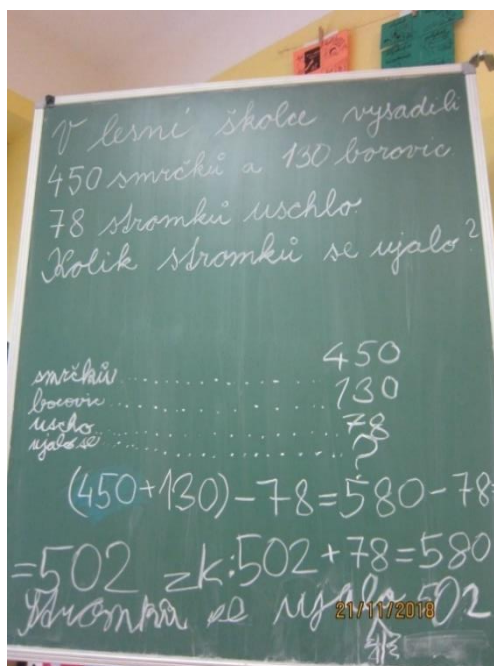 V lesní školce vysadili
450 smrčků a 130 borovic.
78 stromků uschlo.
Kolik stromků se ujalo?
smrčků .................... 450
borovic .................... 130
uscho .................... 78
ujalo se .................... ?
(450+130)-78=580-78=
=502 zk:502+78=580
Stromků se ujalo 502
21/11/2018